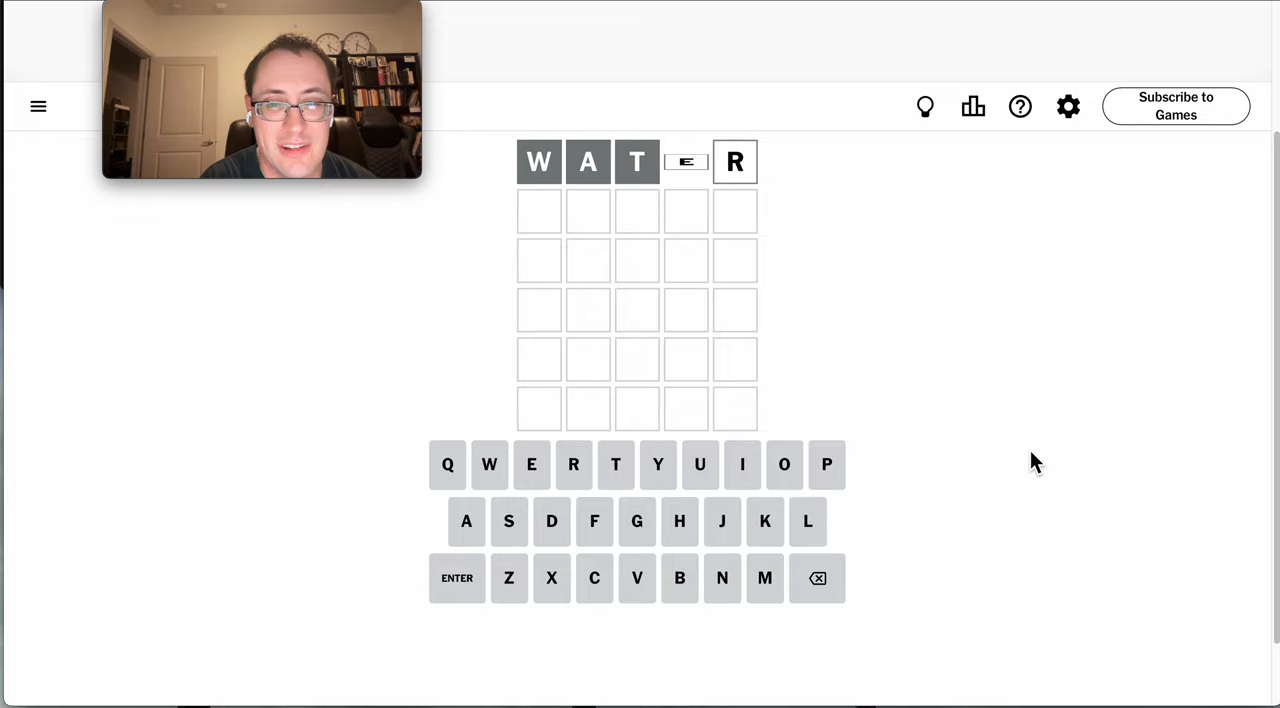 Subscribe to
Games
W A T E R
Q W E R T Y U I O P
A S D F G H J K L
ENTER Z X C V B N M